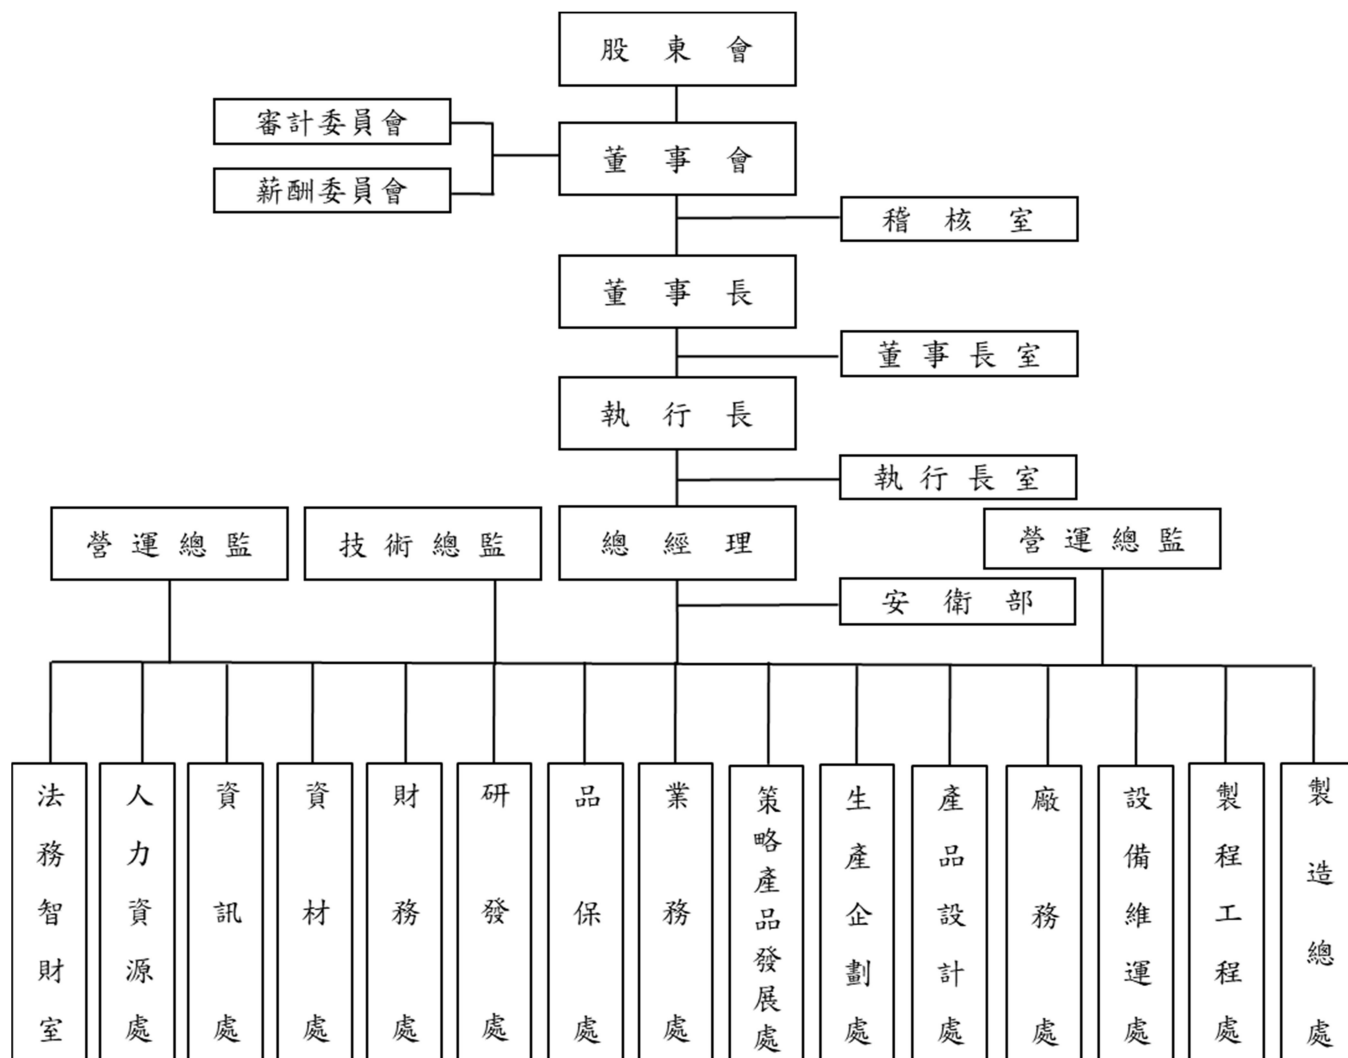 股東會
審計委員會
董事會
薪酬委員會
稽核室
董事長
董事長室
執行長
執行長室
營運總監
技術總監
總經理
營運總監
安衛部
法務智財室
人力資源處
資訊處
資材處
財務處
研發處
品保處
業務處
策略產品發展處
生產企劃處
產品設計處
廠務處
設備維運處
製程工程處
製造總處